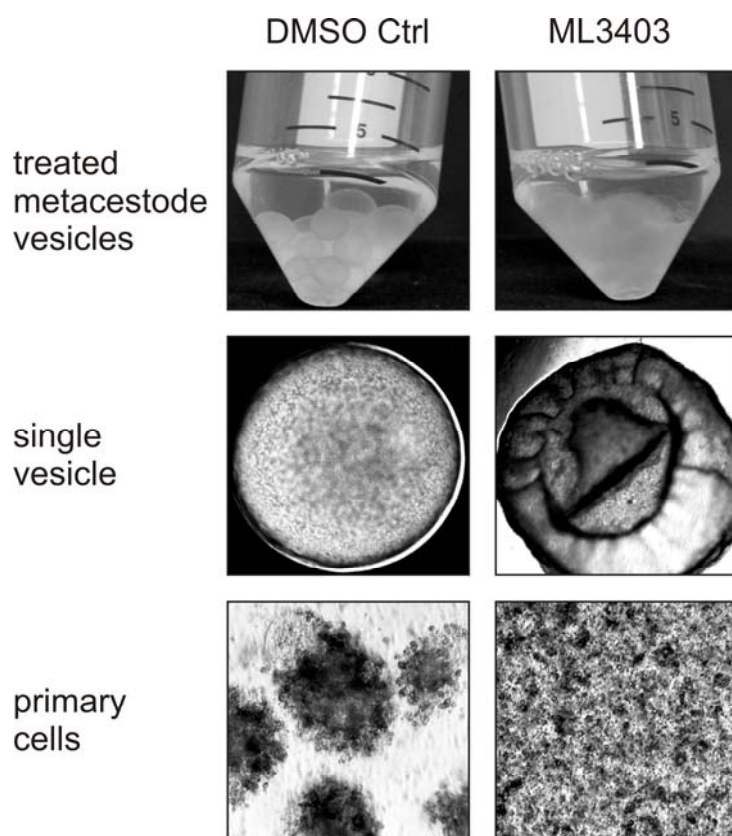 DMSO Ctrl
ML3403
treated
metacestode
vesicles
5
5
single
vesicle
primary
cells